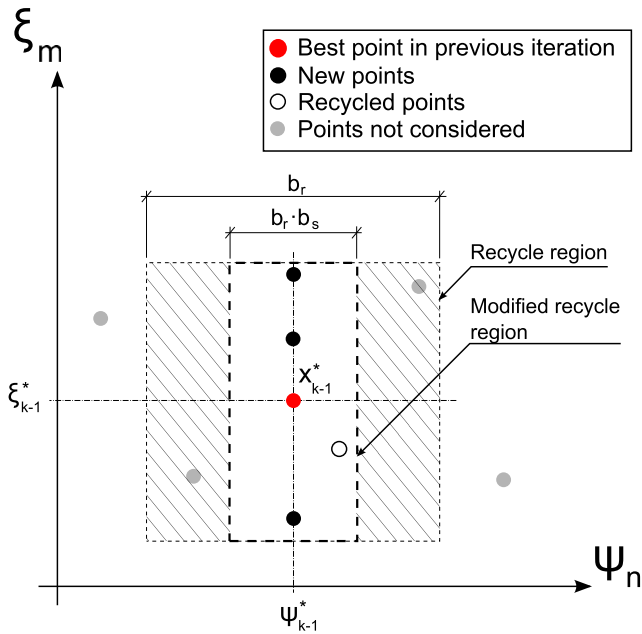 ξm
Best point in previous iteration
New points
Recycled points
Points not considered
br
br·bs
Recycle region
Modified recycle
region
x*k-1
ξ*k-1
ψn
ψ*k-1